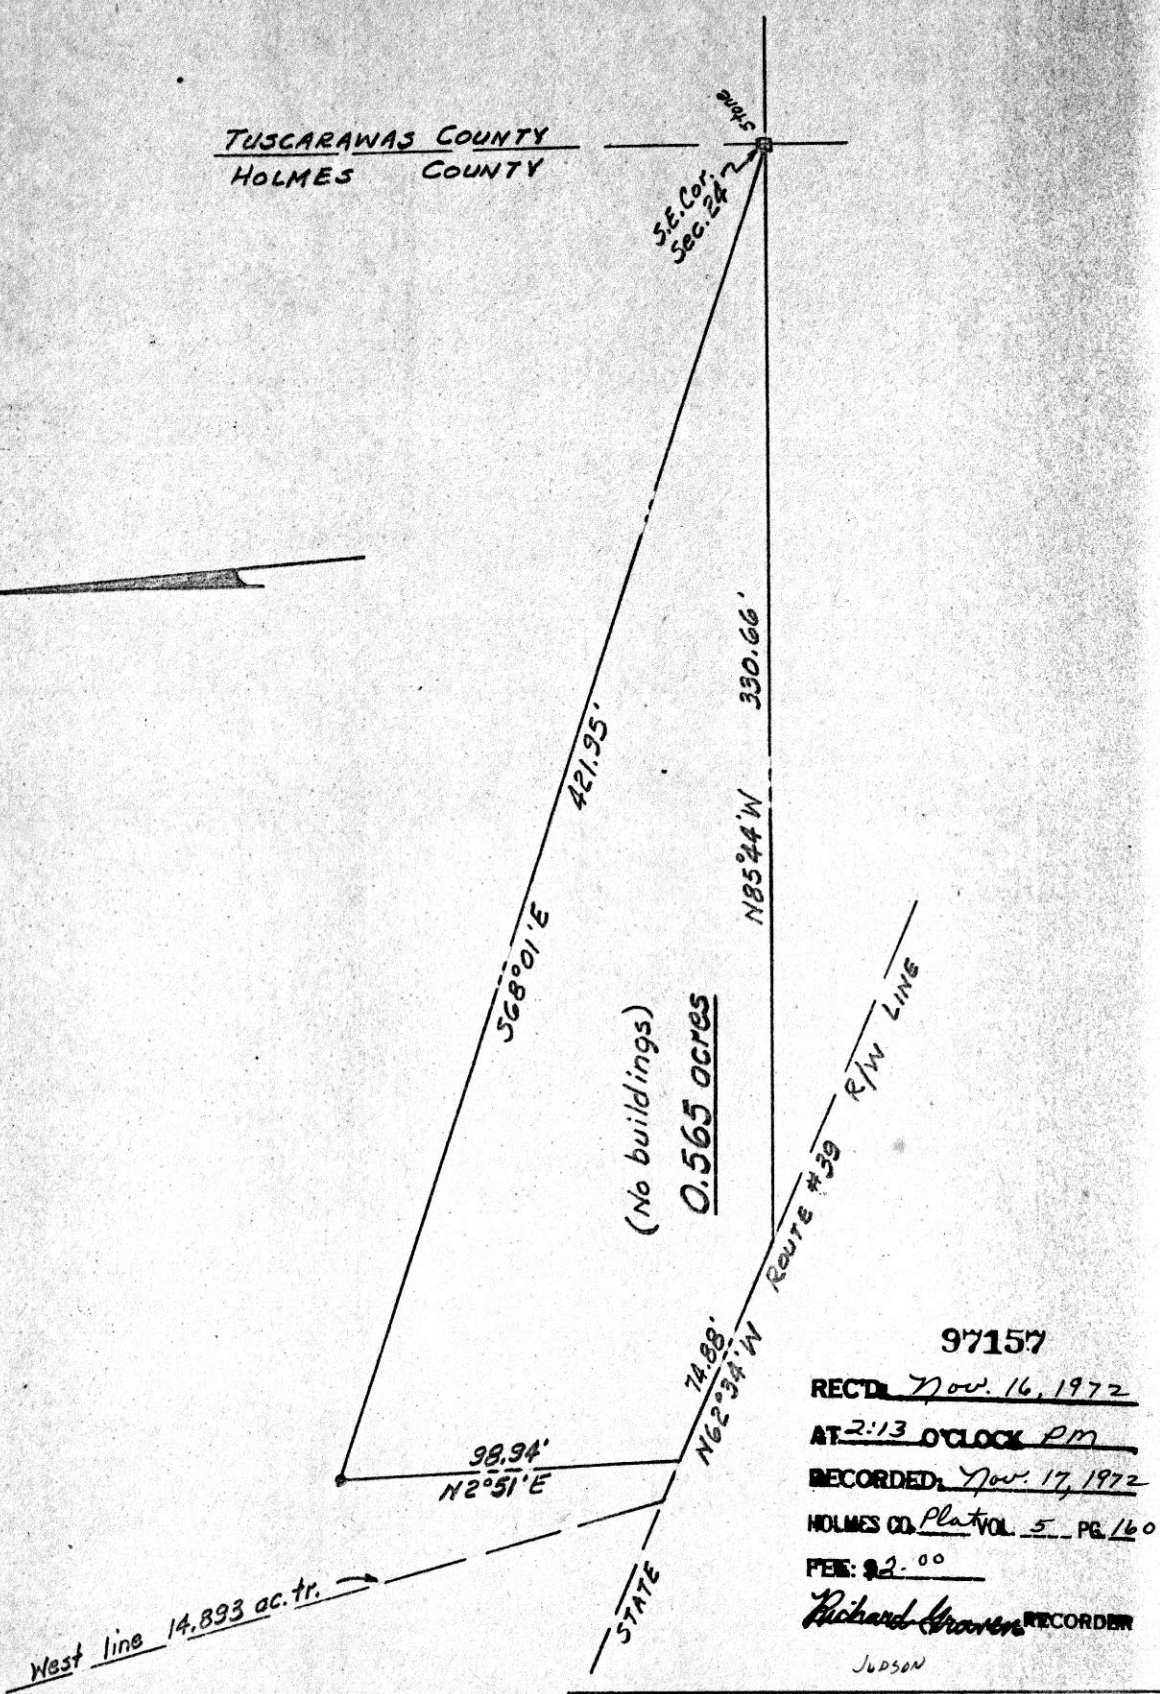 TUSCARAWAS COUNTY
HOLMES COUNTY
Stone
S.E. Cor.
Sec. 24
330.66'
N85°44'W
421.95'
S68°01'E
(No buildings)
0.565 acres
R/W LINE
ROUTE #39
STATE
74.88'
N62°34'W
98.94'
N2°51'E
West line 14.893 ac. tr.
97157
REC'D. Nov. 16, 1972
AT 2:13 O'CLOCK PM
RECORDED: Nov. 17, 1972
HOLMES CO. Plat VOL. 5 PG. 160
FEE: $2.00
Richard Graven RECORDER
JUDSON